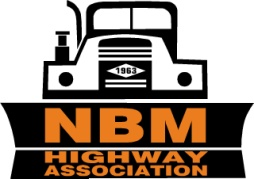 1963
NBM
HIGHWAY
ASSOCIATION